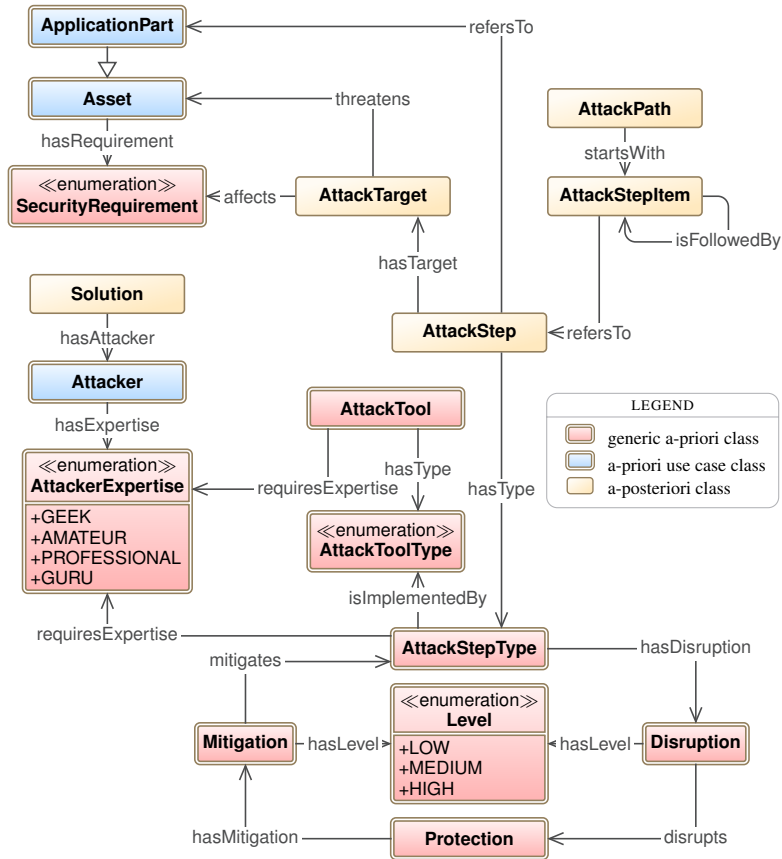 ApplicationPart
refersTo
Asset
threatens
AttackPath
hasRequirement
startsWith
≪enumeration≫
SecurityRequirement
affects
AttackTarget
AttackStepItem
isFollowedBy
hasTarget
Solution
AttackStep
refersTo
hasAttacker
Attacker
AttackTool
LEGEND
hasExpertise
generic a-priori class
≪enumeration≫
AttackerExpertise
hasType
requiresExpertise
hasType
a-priori use case class
a-posteriori class
+GEEK
+AMATEUR
+PROFESSIONAL
+GURU
≪enumeration≫
AttackToolType
isImplementedBy
requiresExpertise
AttackStepType
hasDisruption
mitigates
≪enumeration≫
Level
Mitigation
hasLevel
+LOW
+MEDIUM
+HIGH
hasLevel
Disruption
hasMitigation
Protection
disrupts